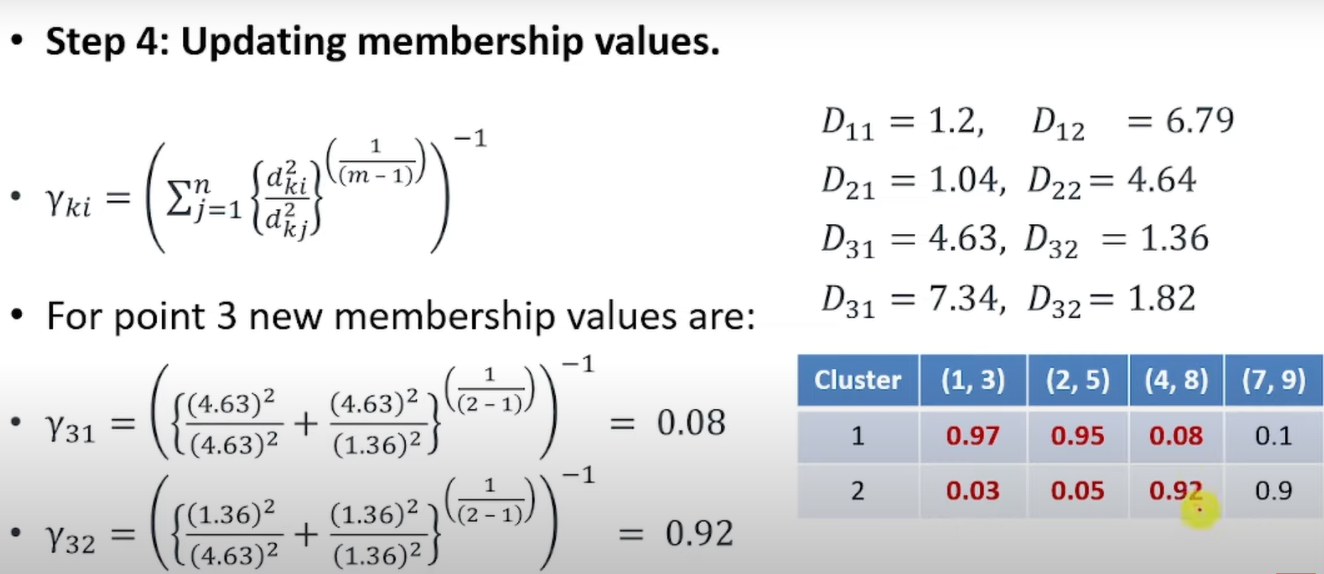 • Step 4: Updating membership values.
• γₖᵢ = (∑ⁿⱼ₌₁ {d²ₖᵢ / d²ₖⱼ}^(1/(m − 1)))⁻¹
• For point 3 new membership values are:
• γ₃₁ = ({(4.63)²/(4.63)² + (4.63)²/(1.36)²}^(1/(2 − 1)))⁻¹ = 0.08
• γ₃₂ = ({(1.36)²/(4.63)² + (1.36)²/(1.36)²}^(1/(2 − 1)))⁻¹ = 0.92
D₁₁ = 1.2, D₁₂ = 6.79
D₂₁ = 1.04, D₂₂ = 4.64
D₃₁ = 4.63, D₃₂ = 1.36
D₃₁ = 7.34, D₃₂ = 1.82
Cluster (1, 3) (2, 5) (4, 8) (7, 9)
1 0.97 0.95 0.08 0.1
2 0.03 0.05 0.92 0.9